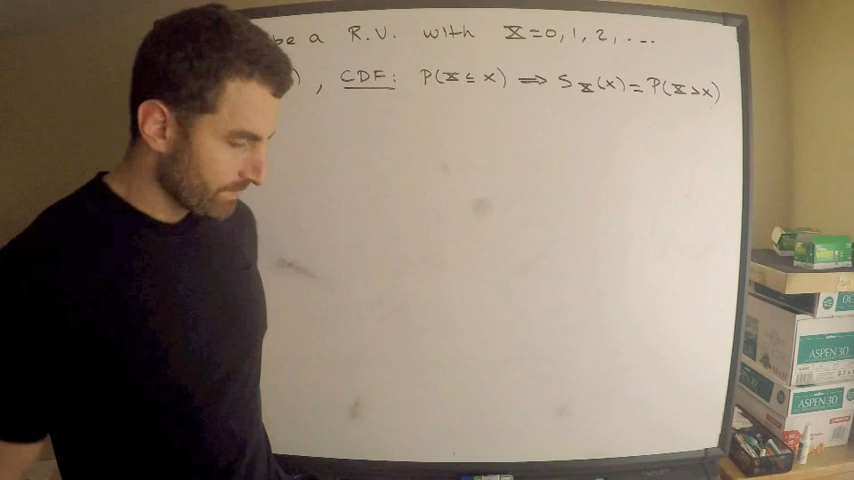 be a R.V. with X=0, 1, 2, ...
) , CDF: P(X ≤ x) ⟹ S_X(x) = P(X > x)
ASPEN 30
ASPEN 30